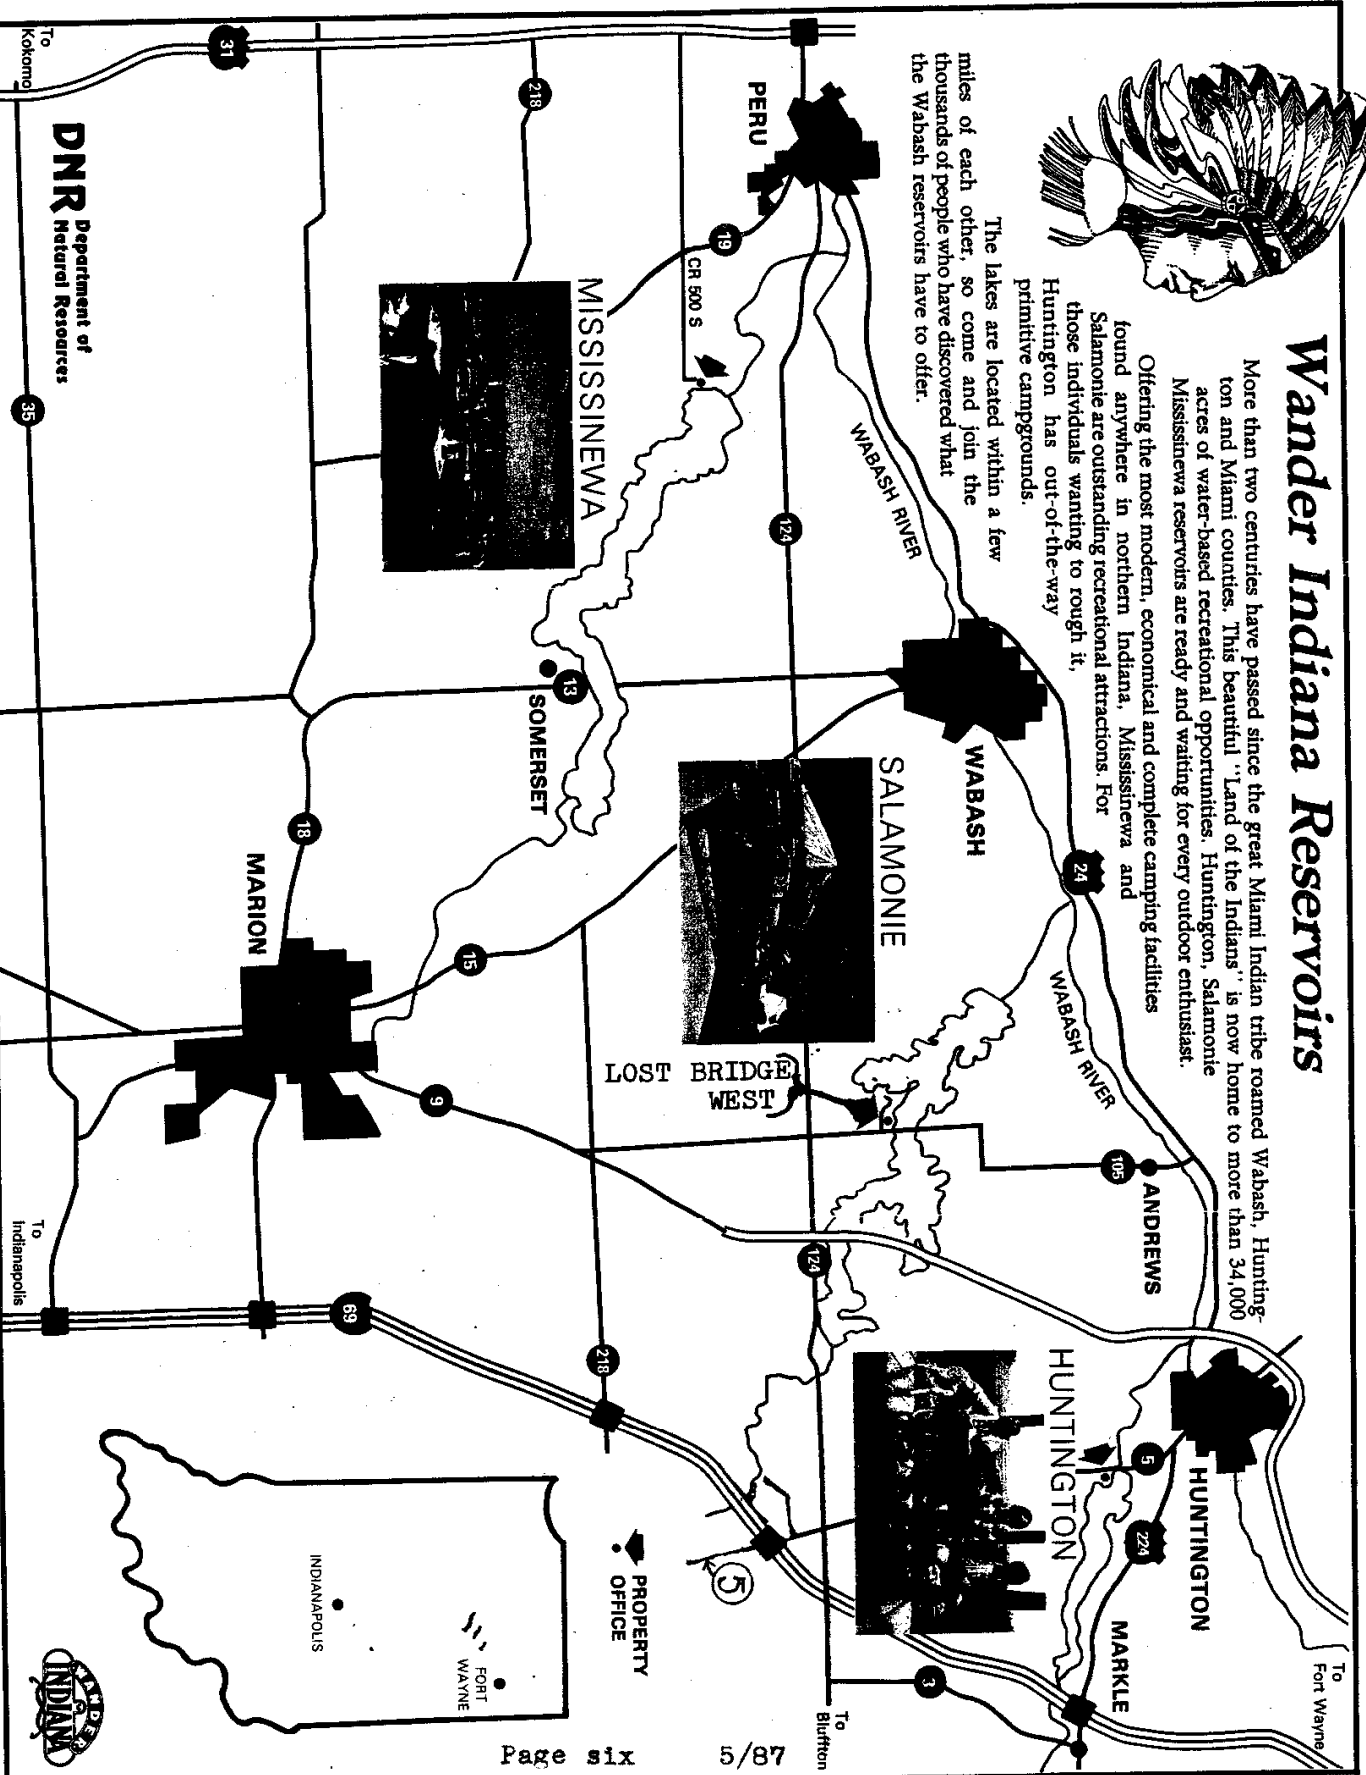 Wander Indiana Reservoirs
More than two centuries have passed since the great Miami Indian tribe roamed Wabash, Hunting-
ton and Miami counties. This beautiful "Land of the Indians" is now home to more than 34,000
acres of water-based recreational opportunities. Huntington, Salamonie
Mississinewa reservoirs are ready and waiting for every outdoor enthusiast.
Offering the most modern, economical and complete camping facilities
found anywhere in northern Indiana, Mississinewa and
Salamonie are outstanding recreational attractions. For
those individuals wanting to rough it,
Huntington has out-of-the-way
primitive campgrounds.
The lakes are located within a few
miles of each other, so come and join the
thousands of people who have discovered what
the Wabash reservoirs have to offer.
To
Fort Wayne
HUNTINGTON
ANDREWS
WABASH RIVER
24
105
5
224
MARKLE
HUNTINGTON
WABASH
WABASH RIVER
SALAMONIE
PERU
124
124
3
To
Bluffton
LOST BRIDGE
WEST
19
CR 500 S
5
MISSISSINEWA
13
SOMERSET
218
218
15
9
PROPERTY
OFFICE
31
18
MARION
69
FORT
WAYNE
INDIANAPOLIS
DNR
Department of
Natural Resources
35
To
Kokomo
To
Indianapolis
WANDER
INDIANA
Page six
5/87